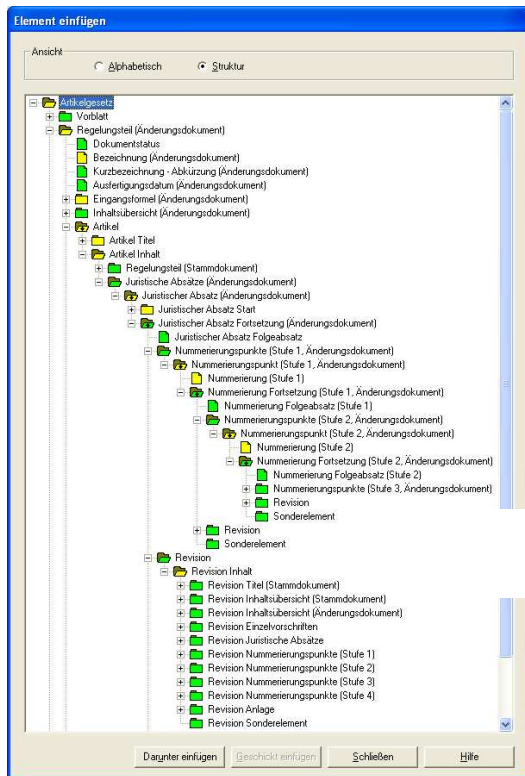 Element einfügen
Ansicht
Alphabetisch Struktur
Artikelgesetz
Vorblatt
Regelungsteil (Änderungsdokument)
Dokumentstatus
Bezeichnung (Änderungsdokument)
Kurzbezeichnung - Abkürzung (Änderungsdokument)
Ausfertigungsdatum (Änderungsdokument)
Eingangsformel (Änderungsdokument)
Inhaltsübersicht (Änderungsdokument)
Artikel
Artikel Titel
Artikel Inhalt
Regelungsteil (Stammdokument)
Juristische Absätze (Änderungsdokument)
Juristischer Absatz (Änderungsdokument)
Juristischer Absatz Start
Juristischer Absatz Fortsetzung (Änderungsdokument)
Juristischer Absatz Folgeabsatz
Nummerierungspunkte (Stufe 1, Änderungsdokument)
Nummerierungspunkt (Stufe 1, Änderungsdokument)
Nummerierung (Stufe 1)
Nummerierung Fortsetzung (Stufe 1, Änderungsdokument)
Nummerierung Folgeabsatz (Stufe 1)
Nummerierungspunkte (Stufe 2, Änderungsdokument)
Nummerierungspunkt (Stufe 2, Änderungsdokument)
Nummerierung (Stufe 2)
Nummerierung Fortsetzung (Stufe 2, Änderungsdokument)
Nummerierung Folgeabsatz (Stufe 2)
Nummerierungspunkte (Stufe 3, Änderungsdokument)
Revision
Sonderelement
Revision
Sonderelement
Revision
Revision Inhalt
Revision Titel (Stammdokument)
Revision Inhaltsübersicht (Stammdokument)
Revision Inhaltsübersicht (Änderungsdokument)
Revision Einzelvorschriften
Revision Juristische Absätze
Revision Nummerierungspunkte (Stufe 1)
Revision Nummerierungspunkte (Stufe 2)
Revision Nummerierungspunkte (Stufe 3)
Revision Nummerierungspunkte (Stufe 4)
Revision Anlage
Revision Sonderelement
Darunter einfügen Geschickt einfügen Schließen Hilfe